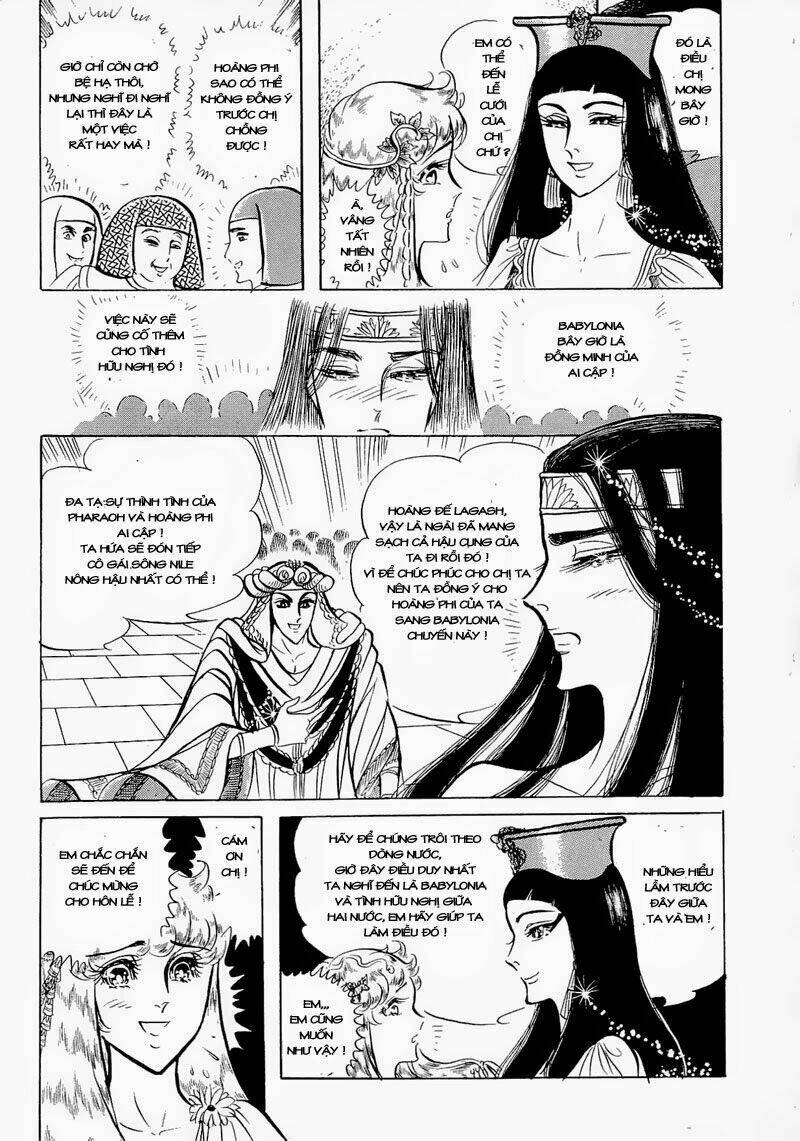 ĐÓ LÀ
ĐIỀU
CHỊ
MONG
BÂY
GIỜ !
EM CÓ
THỂ
ĐẾN
LỄ
CƯỚI
CỦA
CHỊ
CHỨ ?
À,
VÂNG
TẤT
NHIÊN
RỒI !
HOÀNG PHI
SAO CÓ THỂ
KHÔNG ĐỒNG Ý
TRƯỚC CHỊ
CHỒNG
ĐƯỢC !
GIỜ CHỈ CÒN CHỜ
BỆ HẠ THÔI,
NHƯNG NGHĨ ĐI NGHĨ
LẠI THÌ ĐÂY LÀ
MỘT VIỆC
RẤT HAY MÀ !
BABYLONIA
BÂY GIỜ LÀ
ĐỒNG MINH CỦA
AI CẬP !
VIỆC NÀY SẼ
CỦNG CỐ THÊM
CHO TÌNH
HỮU NGHỊ ĐÓ !
HOÀNG ĐẾ LAGASH,
VẬY LÀ NGÀI ĐÃ MANG
SẠCH CẢ HẬU CUNG CỦA
TA ĐI RỒI ĐÓ !
VÌ ĐỂ CHÚC PHÚC CHO CHỊ TA
NÊN TA ĐỒNG Ý CHO
HOÀNG PHI CỦA TA
SANG BABYLONIA
CHUYẾN NÀY !
ĐA TẠ SỰ THỊNH TÌNH CỦA
PHARAOH VÀ HOÀNG PHI
AI CẬP !
TA HỨA SẼ ĐÓN TIẾP
CÔ GÁI SÔNG NILE
NỒNG HẬU NHẤT CÓ THỂ !
NHỮNG HIỂU
LẦM TRƯỚC
ĐÂY GIỮA
TA VÀ EM !
HÃY ĐỂ CHÚNG TRÔI THEO
DÒNG NƯỚC,
GIỜ ĐÂY ĐIỀU DUY NHẤT
TA NGHĨ ĐẾN LÀ BABYLONIA
VÀ TÌNH HỮU NGHỊ GIỮA
HAI NƯỚC, EM HÃY GIÚP TA
LÀM ĐIỀU ĐÓ !
EM,,,
EM CŨNG
MUỐN
NHƯ VẬY !
CÁM
ƠN
CHỊ !
EM CHẮC CHẮN
SẼ ĐẾN ĐỂ
CHÚC MỪNG
CHO HÔN LỄ !